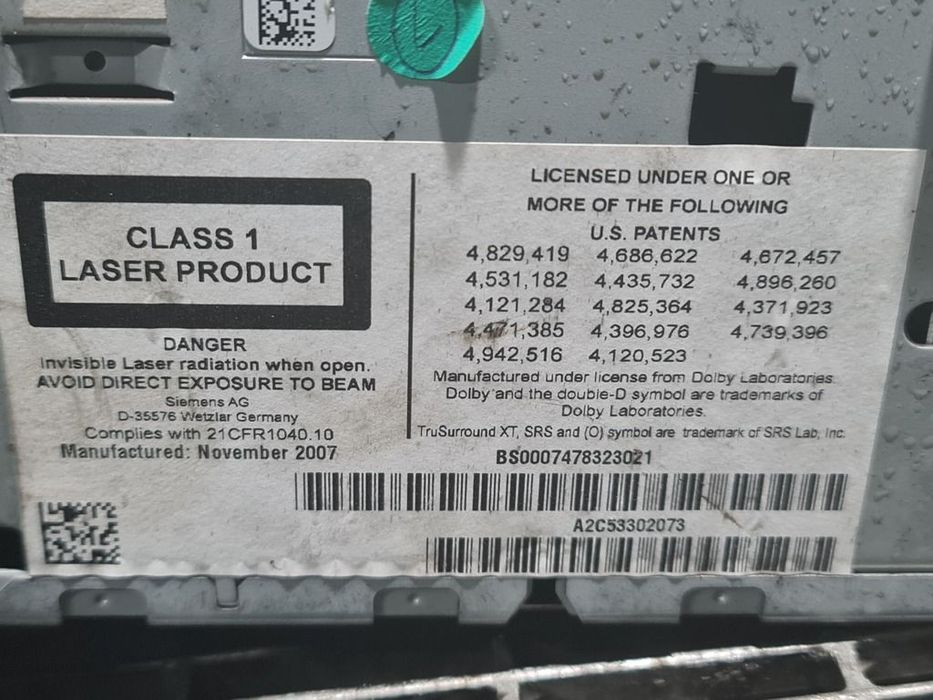 CLASS 1
LASER PRODUCT
DANGER
Invisible Laser radiation when open.
AVOID DIRECT EXPOSURE TO BEAM
Siemens AG
D-35576 Wetzlar Germany
Complies with 21CFR1040.10
Manufactured: November 2007
LICENSED UNDER ONE OR
MORE OF THE FOLLOWING
U.S. PATENTS
4,829,419 4,686,622 4,672,457
4,531,182 4,435,732 4,896,260
4,121,284 4,825,364 4,371,923
4,471,385 4,396,976 4,739,396
4,942,516 4,120,523
Manufactured under license from Dolby Laboratories.
Dolby and the double-D symbol are trademarks of
Dolby Laboratories.
TruSurround XT, SRS and (O) symbol are trademark of SRS Lab, Inc.
BS0007478323021
A2C53302073